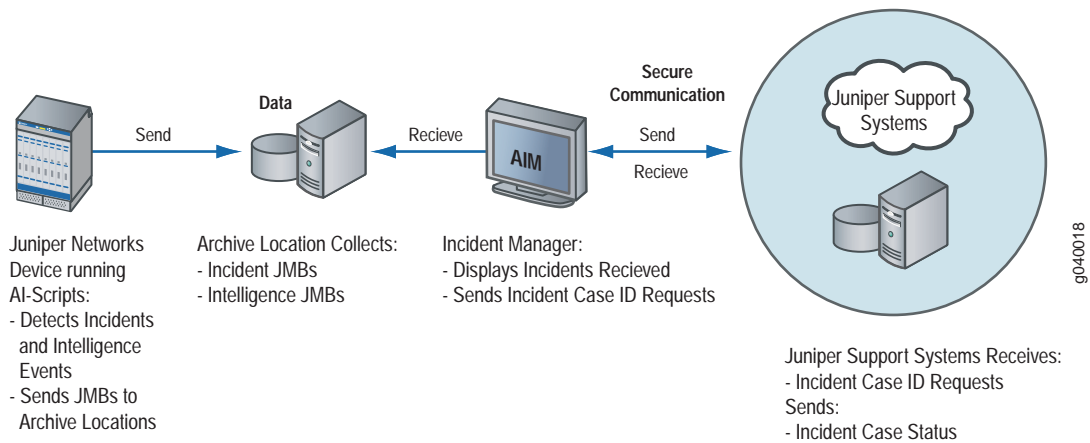 Secure
Communication
Data
Juniper Support
Systems
Send
Recieve
AIM
Send
Recieve
g040018
Juniper Networks
Device running
AI-Scripts:
- Detects Incidents
and Intelligence
Events
- Sends JMBs to
Archive Locations
Archive Location Collects:
- Incident JMBs
- Intelligence JMBs
Incident Manager:
- Displays Incidents Recieved
- Sends Incident Case ID Requests
Juniper Support Systems Receives:
- Incident Case ID Requests
Sends:
- Incident Case Status